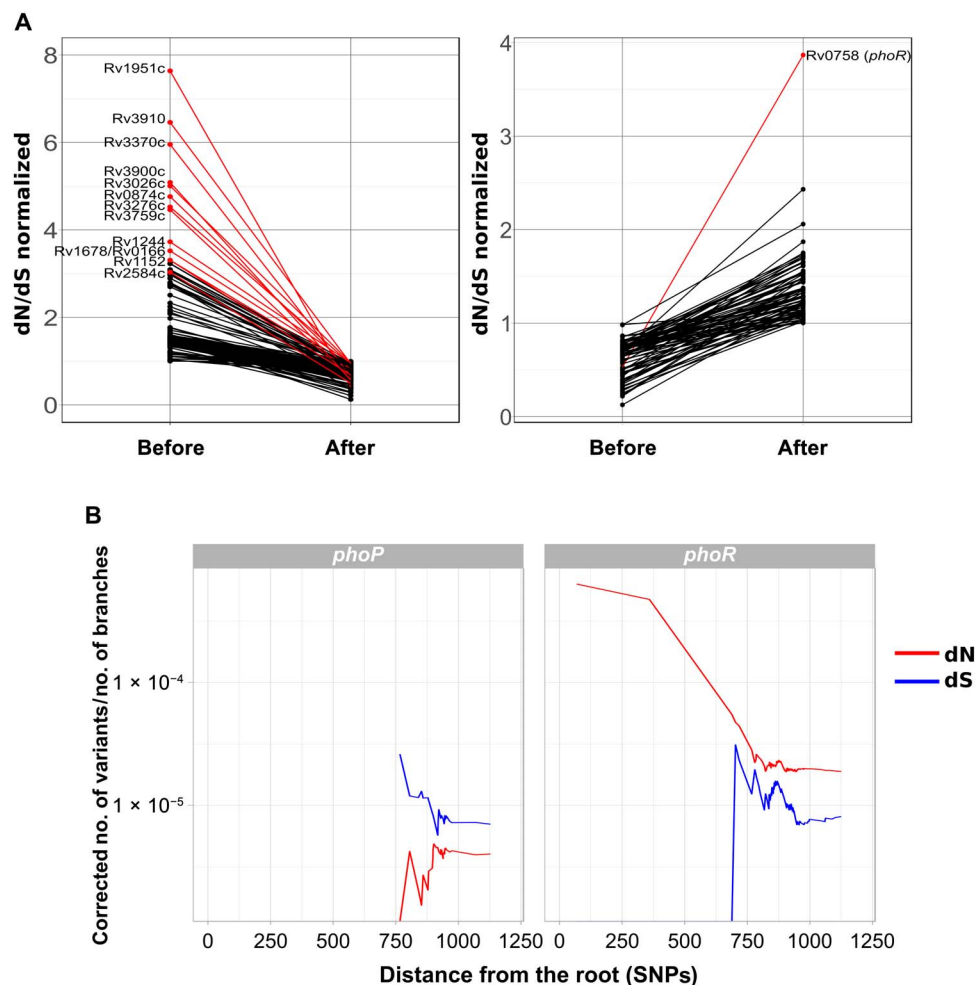 A
dN/dS normalized
8
6
4
2
0
Rv1951c
Rv3910
Rv3370c
Rv3900c
Rv3026c
Rv0874c
Rv3276c
Rv3759c
Rv1244
Rv1678/Rv0166
Rv1152
Rv2584c
Before After
dN/dS normalized
4
3
2
1
0
Rv0758 (phoR)
Before After
B
phoP phoR
Corrected no. of variants/no. of branches
1 × 10⁻⁴
1 × 10⁻⁵
dN
dS
0 250 500 750 1000 1250 0 250 500 750 1000 1250
Distance from the root (SNPs)